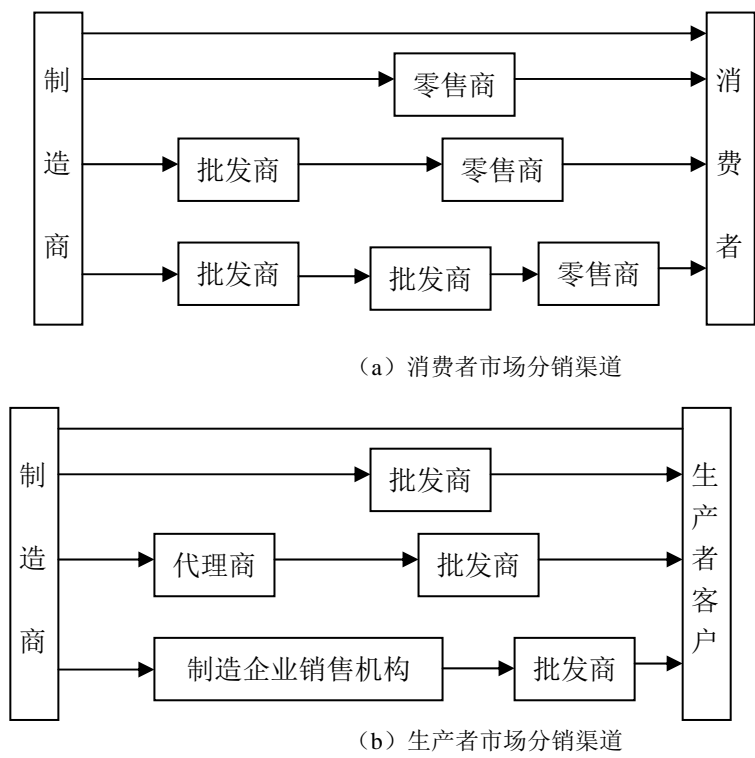 制造商
零售商
批发商
零售商
批发商
批发商
零售商
消费者
（a）消费者市场分销渠道
制造商
批发商
代理商
批发商
制造企业销售机构
批发商
生产者客户
（b）生产者市场分销渠道